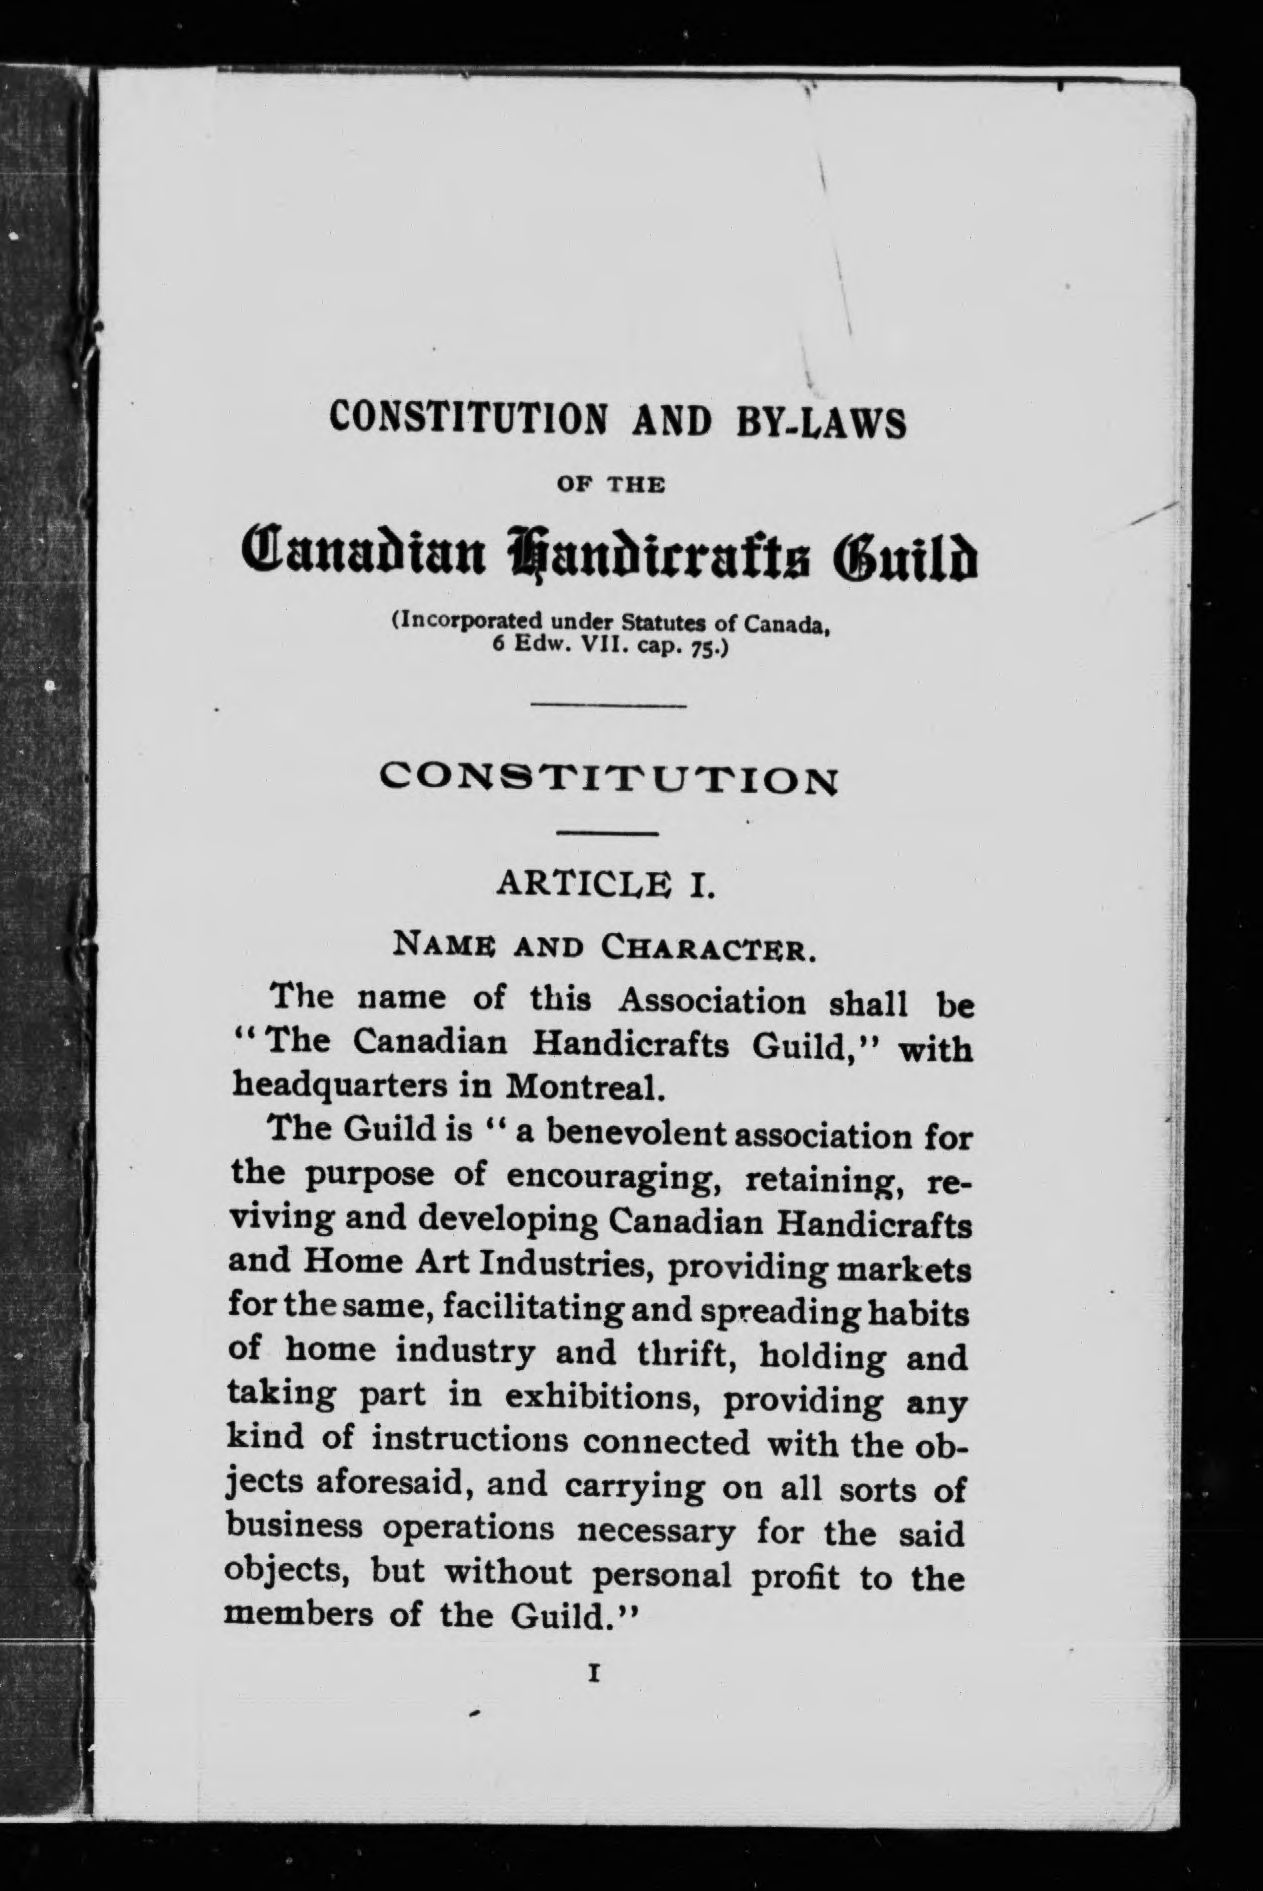 CONSTITUTION AND BY-LAWS
OF THE
Canadian Handicrafts Guild
(Incorporated under Statutes of Canada,
6 Edw. VII. cap. 75.)
CONSTITUTION
ARTICLE I.
NAME AND CHARACTER.
The name of this Association shall be
“The Canadian Handicrafts Guild,” with
headquarters in Montreal.
The Guild is “a benevolent association for
the purpose of encouraging, retaining, re-
viving and developing Canadian Handicrafts
and Home Art Industries, providing markets
for the same, facilitating and spreading habits
of home industry and thrift, holding and
taking part in exhibitions, providing any
kind of instructions connected with the ob-
jects aforesaid, and carrying on all sorts of
business operations necessary for the said
objects, but without personal profit to the
members of the Guild.”
1